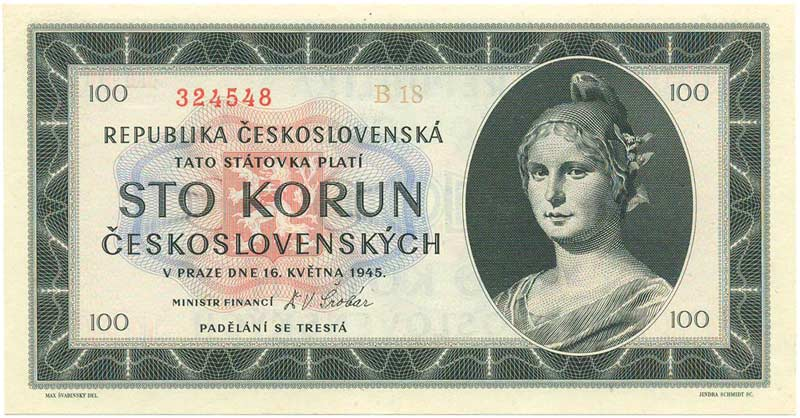 100 324548 B 18 100
REPUBLIKA ČESKOSLOVENSKÁ
TATO STÁTOVKA PLATÍ
STO KORUN
ČESKOSLOVENSKÝCH
V PRAZE DNE 16. KVĚTNA 1945.
MINISTR FINANCÍ Dr V Šrobár
100 PADĚLÁNÍ SE TRESTÁ 100
MAX ŠVABINSKÝ DEL. JINDRA SCHMIDT SC.